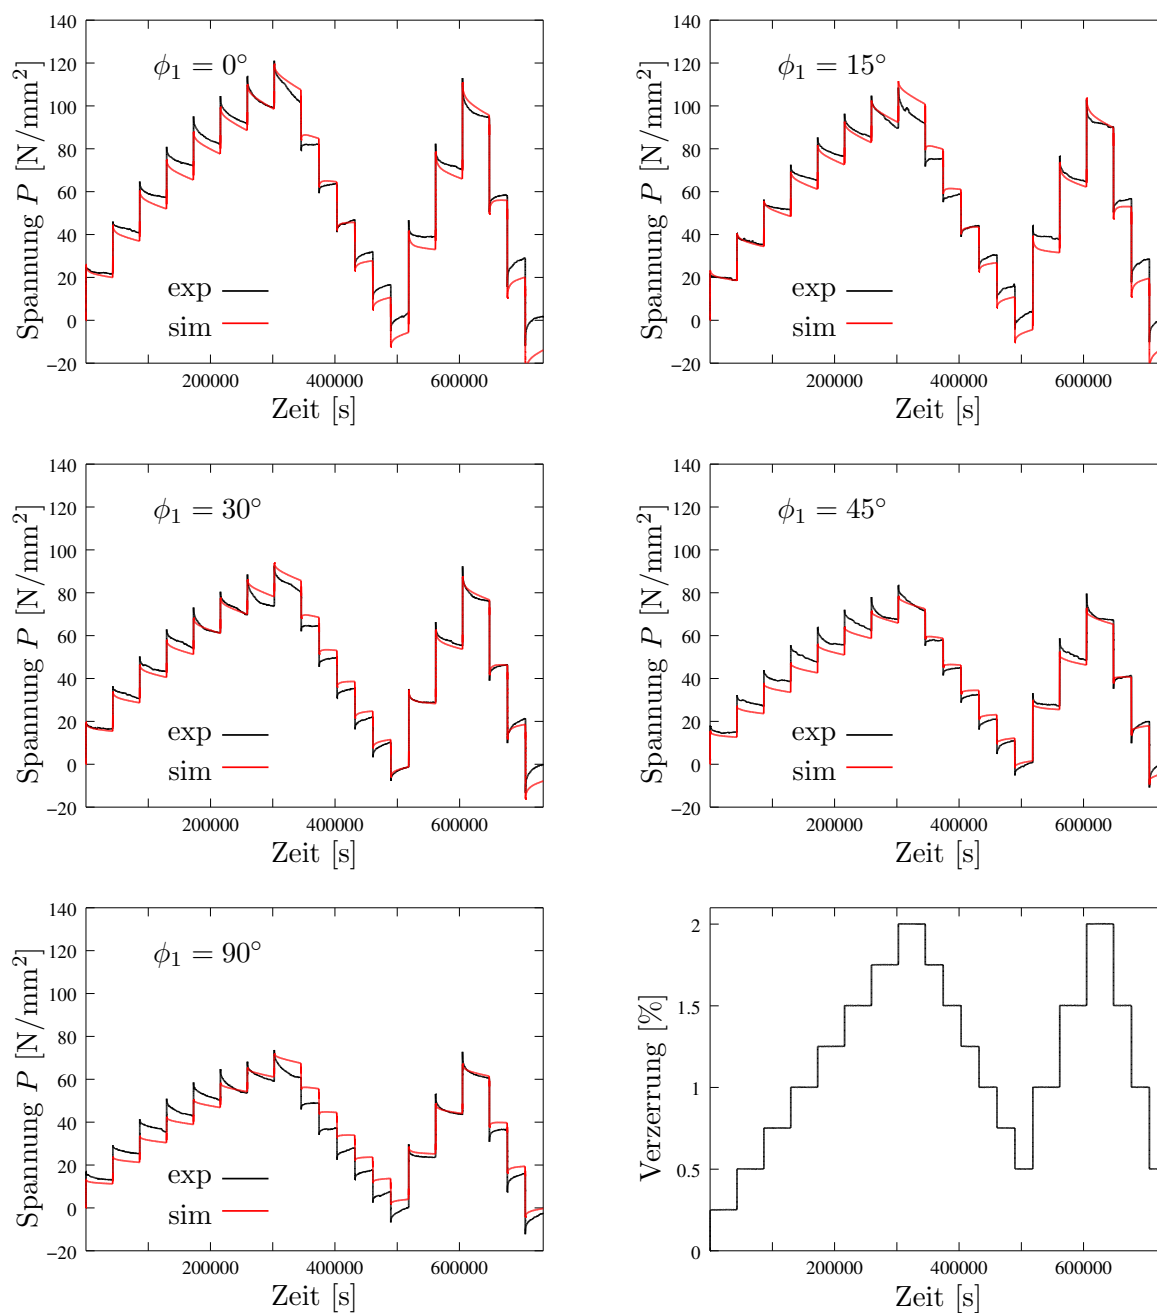 140
120
100
80
60
40
20
0
−20
Spannung P [N/mm²]
ϕ₁ = 0°
exp
sim
200000 400000 600000
Zeit [s]
140
120
100
80
60
40
20
0
−20
Spannung P [N/mm²]
ϕ₁ = 15°
exp
sim
200000 400000 600000
Zeit [s]
140
120
100
80
60
40
20
0
−20
Spannung P [N/mm²]
ϕ₁ = 30°
exp
sim
200000 400000 600000
Zeit [s]
140
120
100
80
60
40
20
0
−20
Spannung P [N/mm²]
ϕ₁ = 45°
exp
sim
200000 400000 600000
Zeit [s]
140
120
100
80
60
40
20
0
−20
Spannung P [N/mm²]
ϕ₁ = 90°
exp
sim
200000 400000 600000
Zeit [s]
2
1.5
1
0.5
0
Verzerrung [%]
200000 400000 600000
Zeit [s]